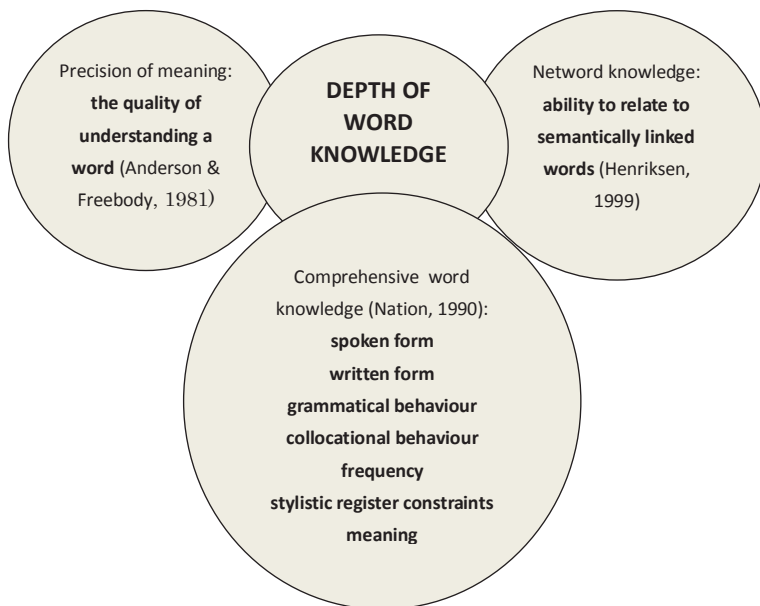 Precision of meaning:
the quality of
understanding a
word (Anderson &
Freebody, 1981)
DEPTH OF
WORD
KNOWLEDGE
Netword knowledge:
ability to relate to
semantically linked
words (Henriksen,
1999)
Comprehensive word
knowledge (Nation, 1990):
spoken form
written form
grammatical behaviour
collocational behaviour
frequency
stylistic register constraints
meaning